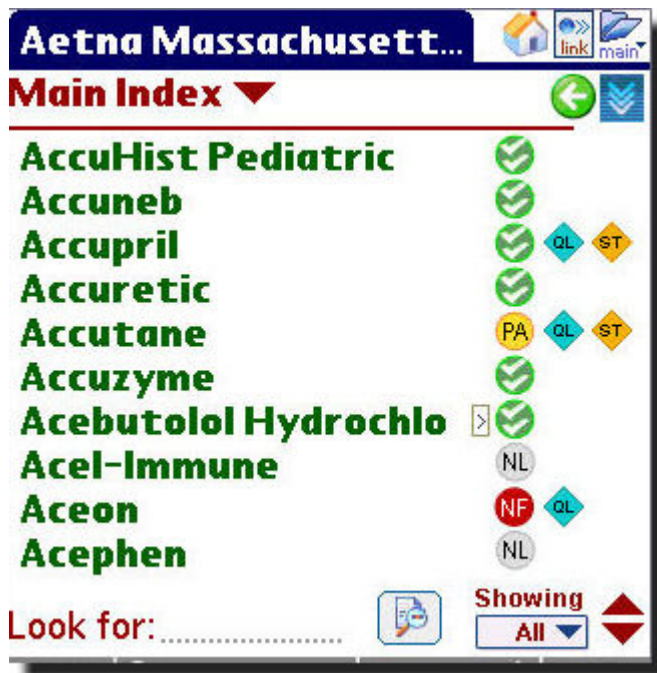 Aetna Massachusett...
link
main
Main Index
AccuHist Pediatric
Accuneb
Accupril QL ST
Accuretic
Accutane PA QL ST
Accuzyme
Acebutolol Hydrochlo >
Acel-Immune NL
Aceon NF QL
Acephen NL
Look for:
Showing
All